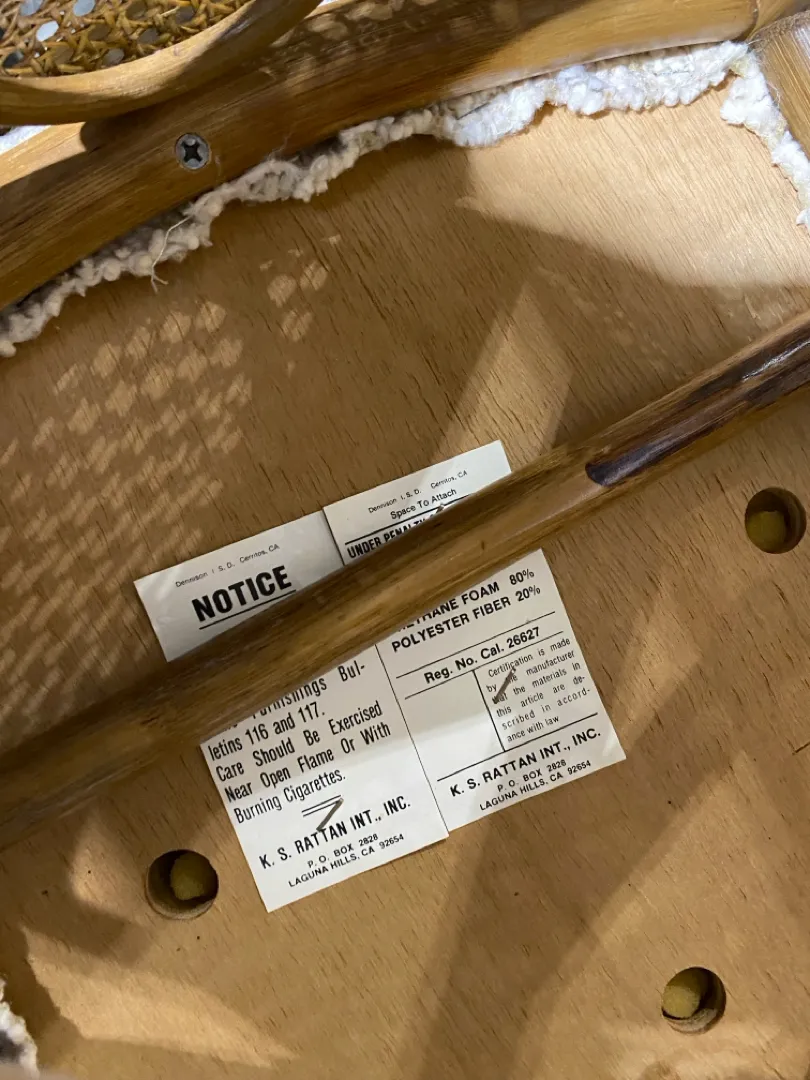 Dennison I. S. D. Cerritos, CA
NOTICE
Furnishings Bul-
letins 116 and 117.
Care Should Be Exercised
Near Open Flame Or With
Burning Cigarettes.
K. S. RATTAN INT., INC.
P. O. BOX 2828
LAGUNA HILLS, CA 92654
Dennison I. S. D. Cerritos, CA
Space To Attach
UNDER PENALTY
FOAM 80%
POLYESTER FIBER 20%
Reg. No. Cal. 26627
Certification is made
by the manufacturer
that the materials in
this article are de-
scribed in accord-
ance with law
K. S. RATTAN INT., INC.
P. O. BOX 2828
LAGUNA HILLS, CA 92654